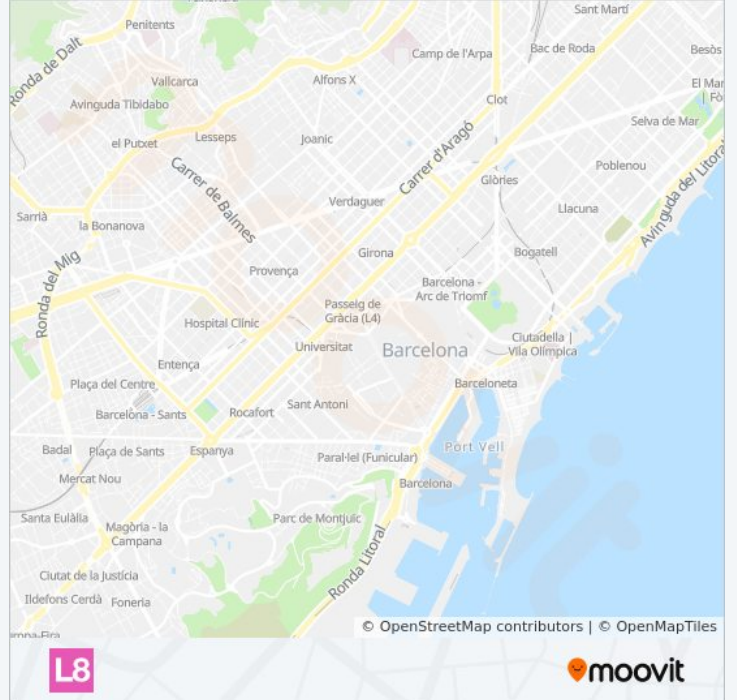 Sant Martí
Penitents
Ronda de Dalt
Camp de l'Arpa
Bac de Roda
Besòs
Vallcarca
Alfons X
El Mar
| Fò
Avinguda Tibidabo
Clot
Selva de Mar
el Putxet
Lesseps
Joanic
Carrer d'Aragó
Poblenou
Carrer de Balmes
Glòries
Avinguda del Litoral
Verdaguer
Llacuna
Sarrià
la Bonanova
Girona
Bogatell
Ronda del Mig
Provença
Barcelona -
Arc de Triomf
Passeig de
Gràcia (L4)
Hospital Clínic
Universitat
Barcelona
Ciutadella |
Vila Olímpica
Entença
Plaça del Centre
Barceloneta
Barcelona - Sants
Rocafort
Sant Antoni
Badal
Plaça de Sants
Espanya
Paral·lel (Funicular)
Port Vell
Mercat Nou
Barcelona
Santa Eulàlia
Magòria - la
Campana
Parc de Montjuïc
Ronda Litoral
Ciutat de la Justícia
Ildefons Cerdà
Foneria
© OpenStreetMap contributors | © OpenMapTiles
L8
moovit